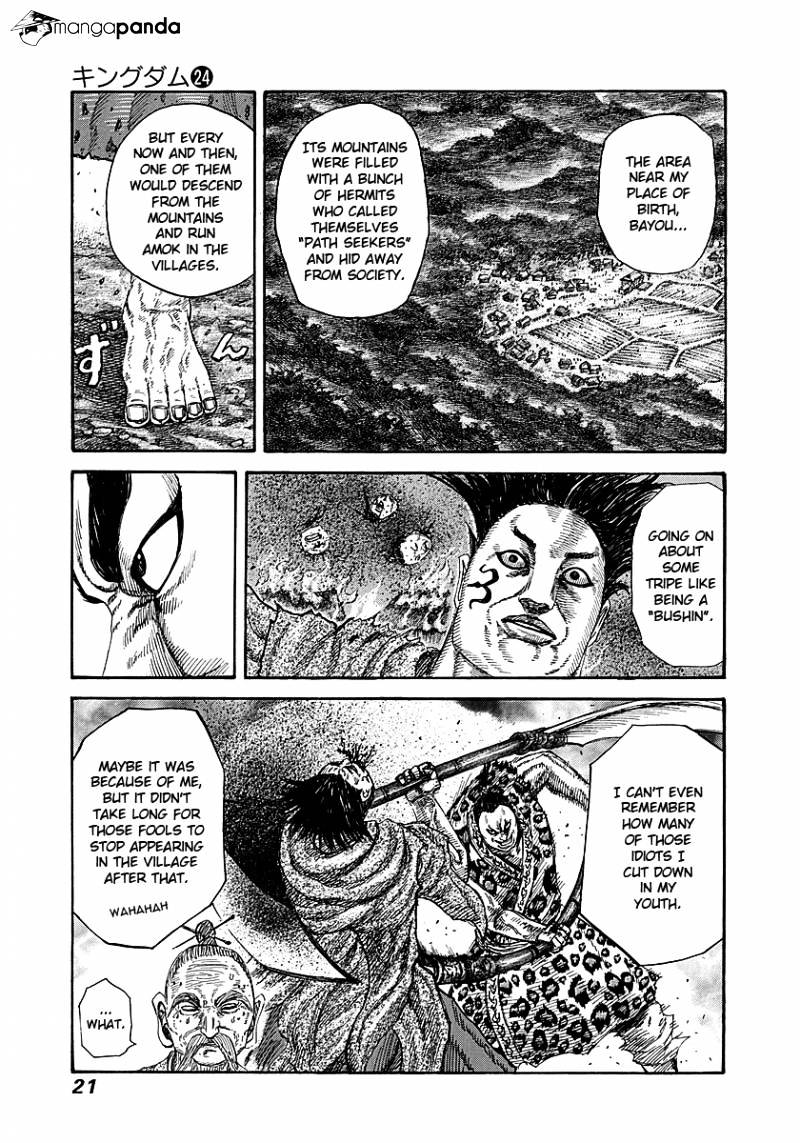 mangapanda
キングダム24
THE AREA
NEAR MY
PLACE OF
BIRTH,
BAYOU...
ITS MOUNTAINS
WERE FILLED
WITH A BUNCH
OF HERMITS
WHO CALLED
THEMSELVES
"PATH SEEKERS"
AND HID AWAY
FROM SOCIETY.
BUT EVERY
NOW AND THEN,
ONE OF THEM
WOULD DESCEND
FROM THE
MOUNTAINS
AND RUN
AMOK IN THE
VILLAGES.
ずん
GOING ON
ABOUT
SOME
TRIPE LIKE
BEING A
"BUSHIN".
I CAN'T EVEN
REMEMBER
HOW MANY
OF THOSE
IDIOTS I
CUT DOWN
IN MY
YOUTH.
MAYBE IT WAS
BECAUSE OF ME,
BUT IT DIDN'T
TAKE LONG FOR
THOSE FOOLS TO
STOP APPEARING
IN THE VILLAGE
AFTER THAT.
WAHAHAH
...
WHAT.
21